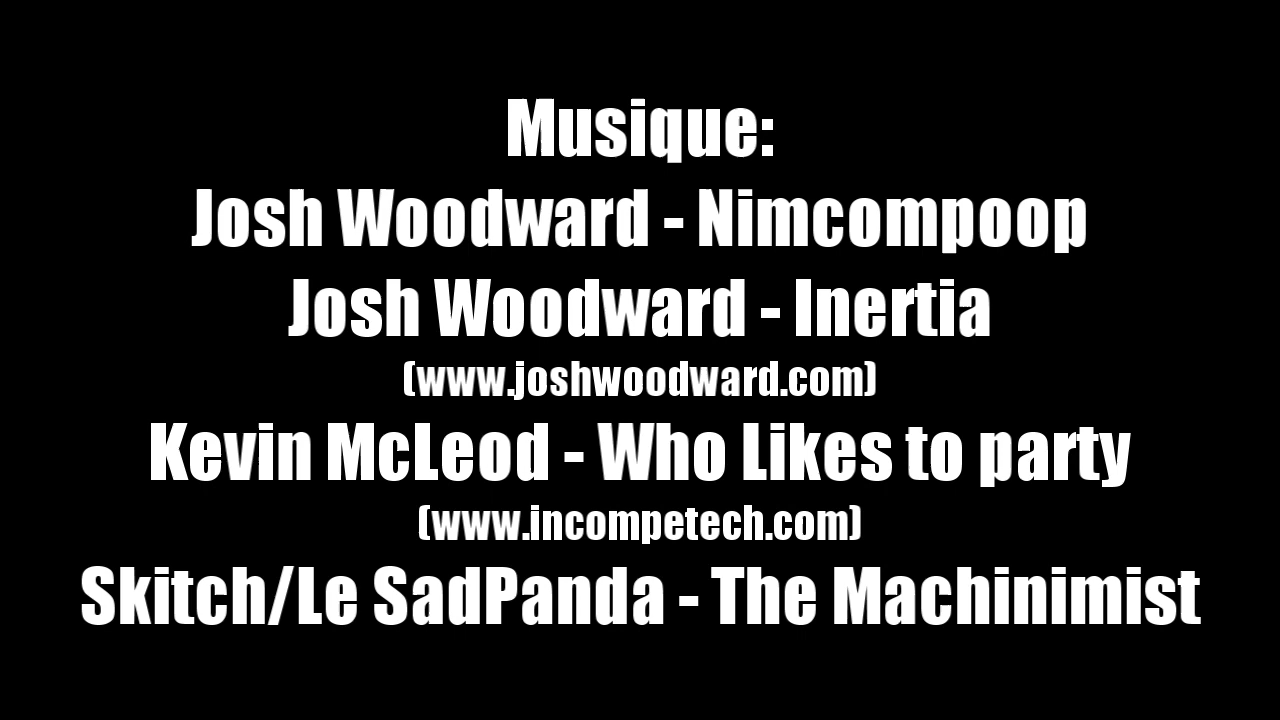 Musique:
Josh Woodward - Nimcompoop
Josh Woodward - Inertia
(www.joshwoodward.com)
Kevin McLeod - Who Likes to party
(www.incompetech.com)
Skitch/Le SadPanda - The Machinimist